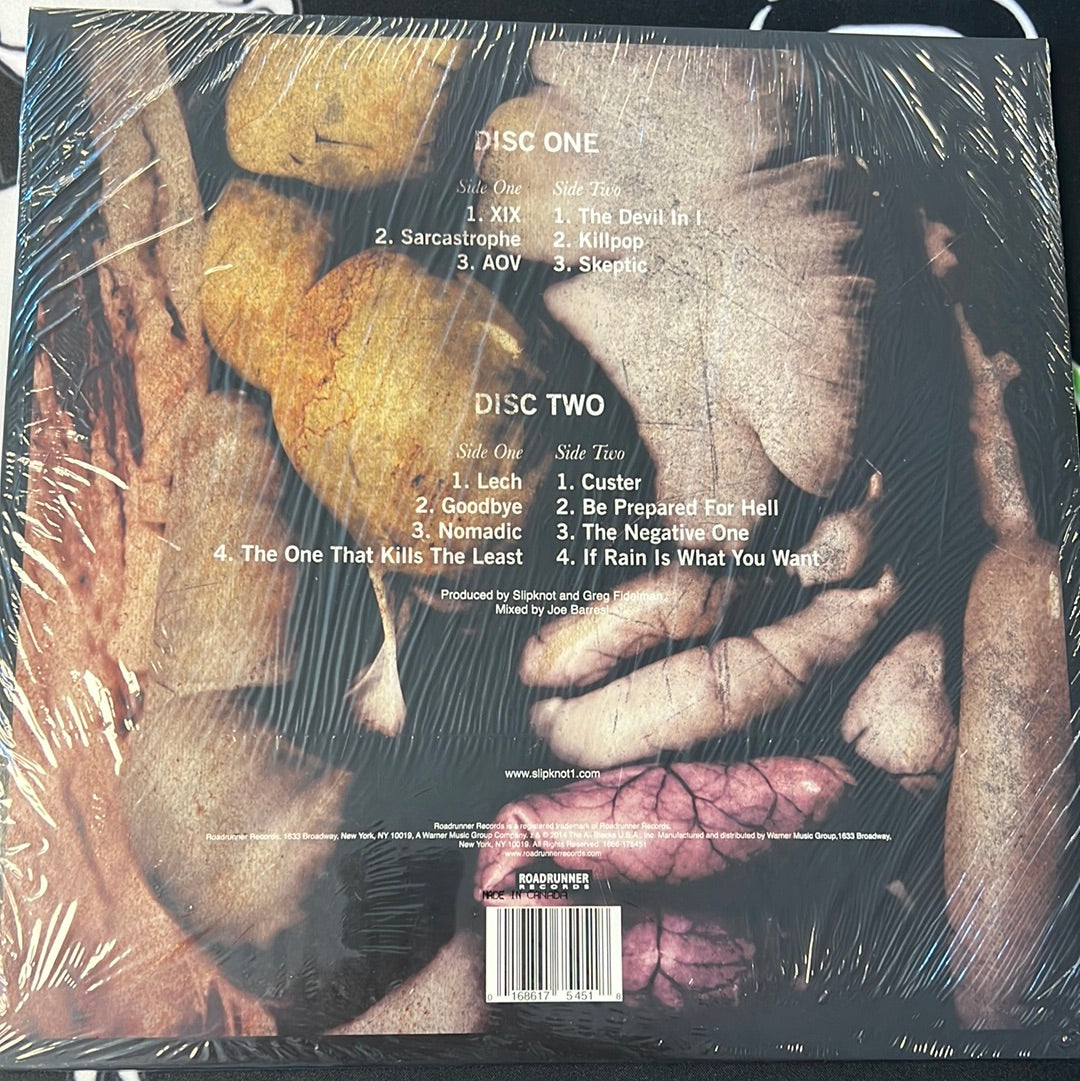 DISC ONE
Side One
Side Two
1. XIX
1. The Devil In I
2. Sarcastrophe
2. Killpop
3. AOV
3. Skeptic
DISC TWO
Side One
Side Two
1. Lech
1. Custer
2. Goodbye
2. Be Prepared For Hell
3. Nomadic
3. The Negative One
4. The One That Kills The Least
4. If Rain Is What You Want
Produced by Slipknot and Greg Fidelman
Mixed by Joe Barresi
www.slipknot1.com
Roadrunner Records is a registered trademark of Roadrunner Records.
Roadrunner Records, 1633 Broadway, New York, NY 10019, A Warner Music Group Company. & © 2014 The All Blacks U.S.A., Inc. Manufactured and distributed by Warner Music Group, 1633 Broadway,
New York, NY 10019. All Rights Reserved. 1686-175451
www.roadrunnerrecords.com
ROADRUNNER
RECORDS
MADE IN CANADA
0 168617 5451 8